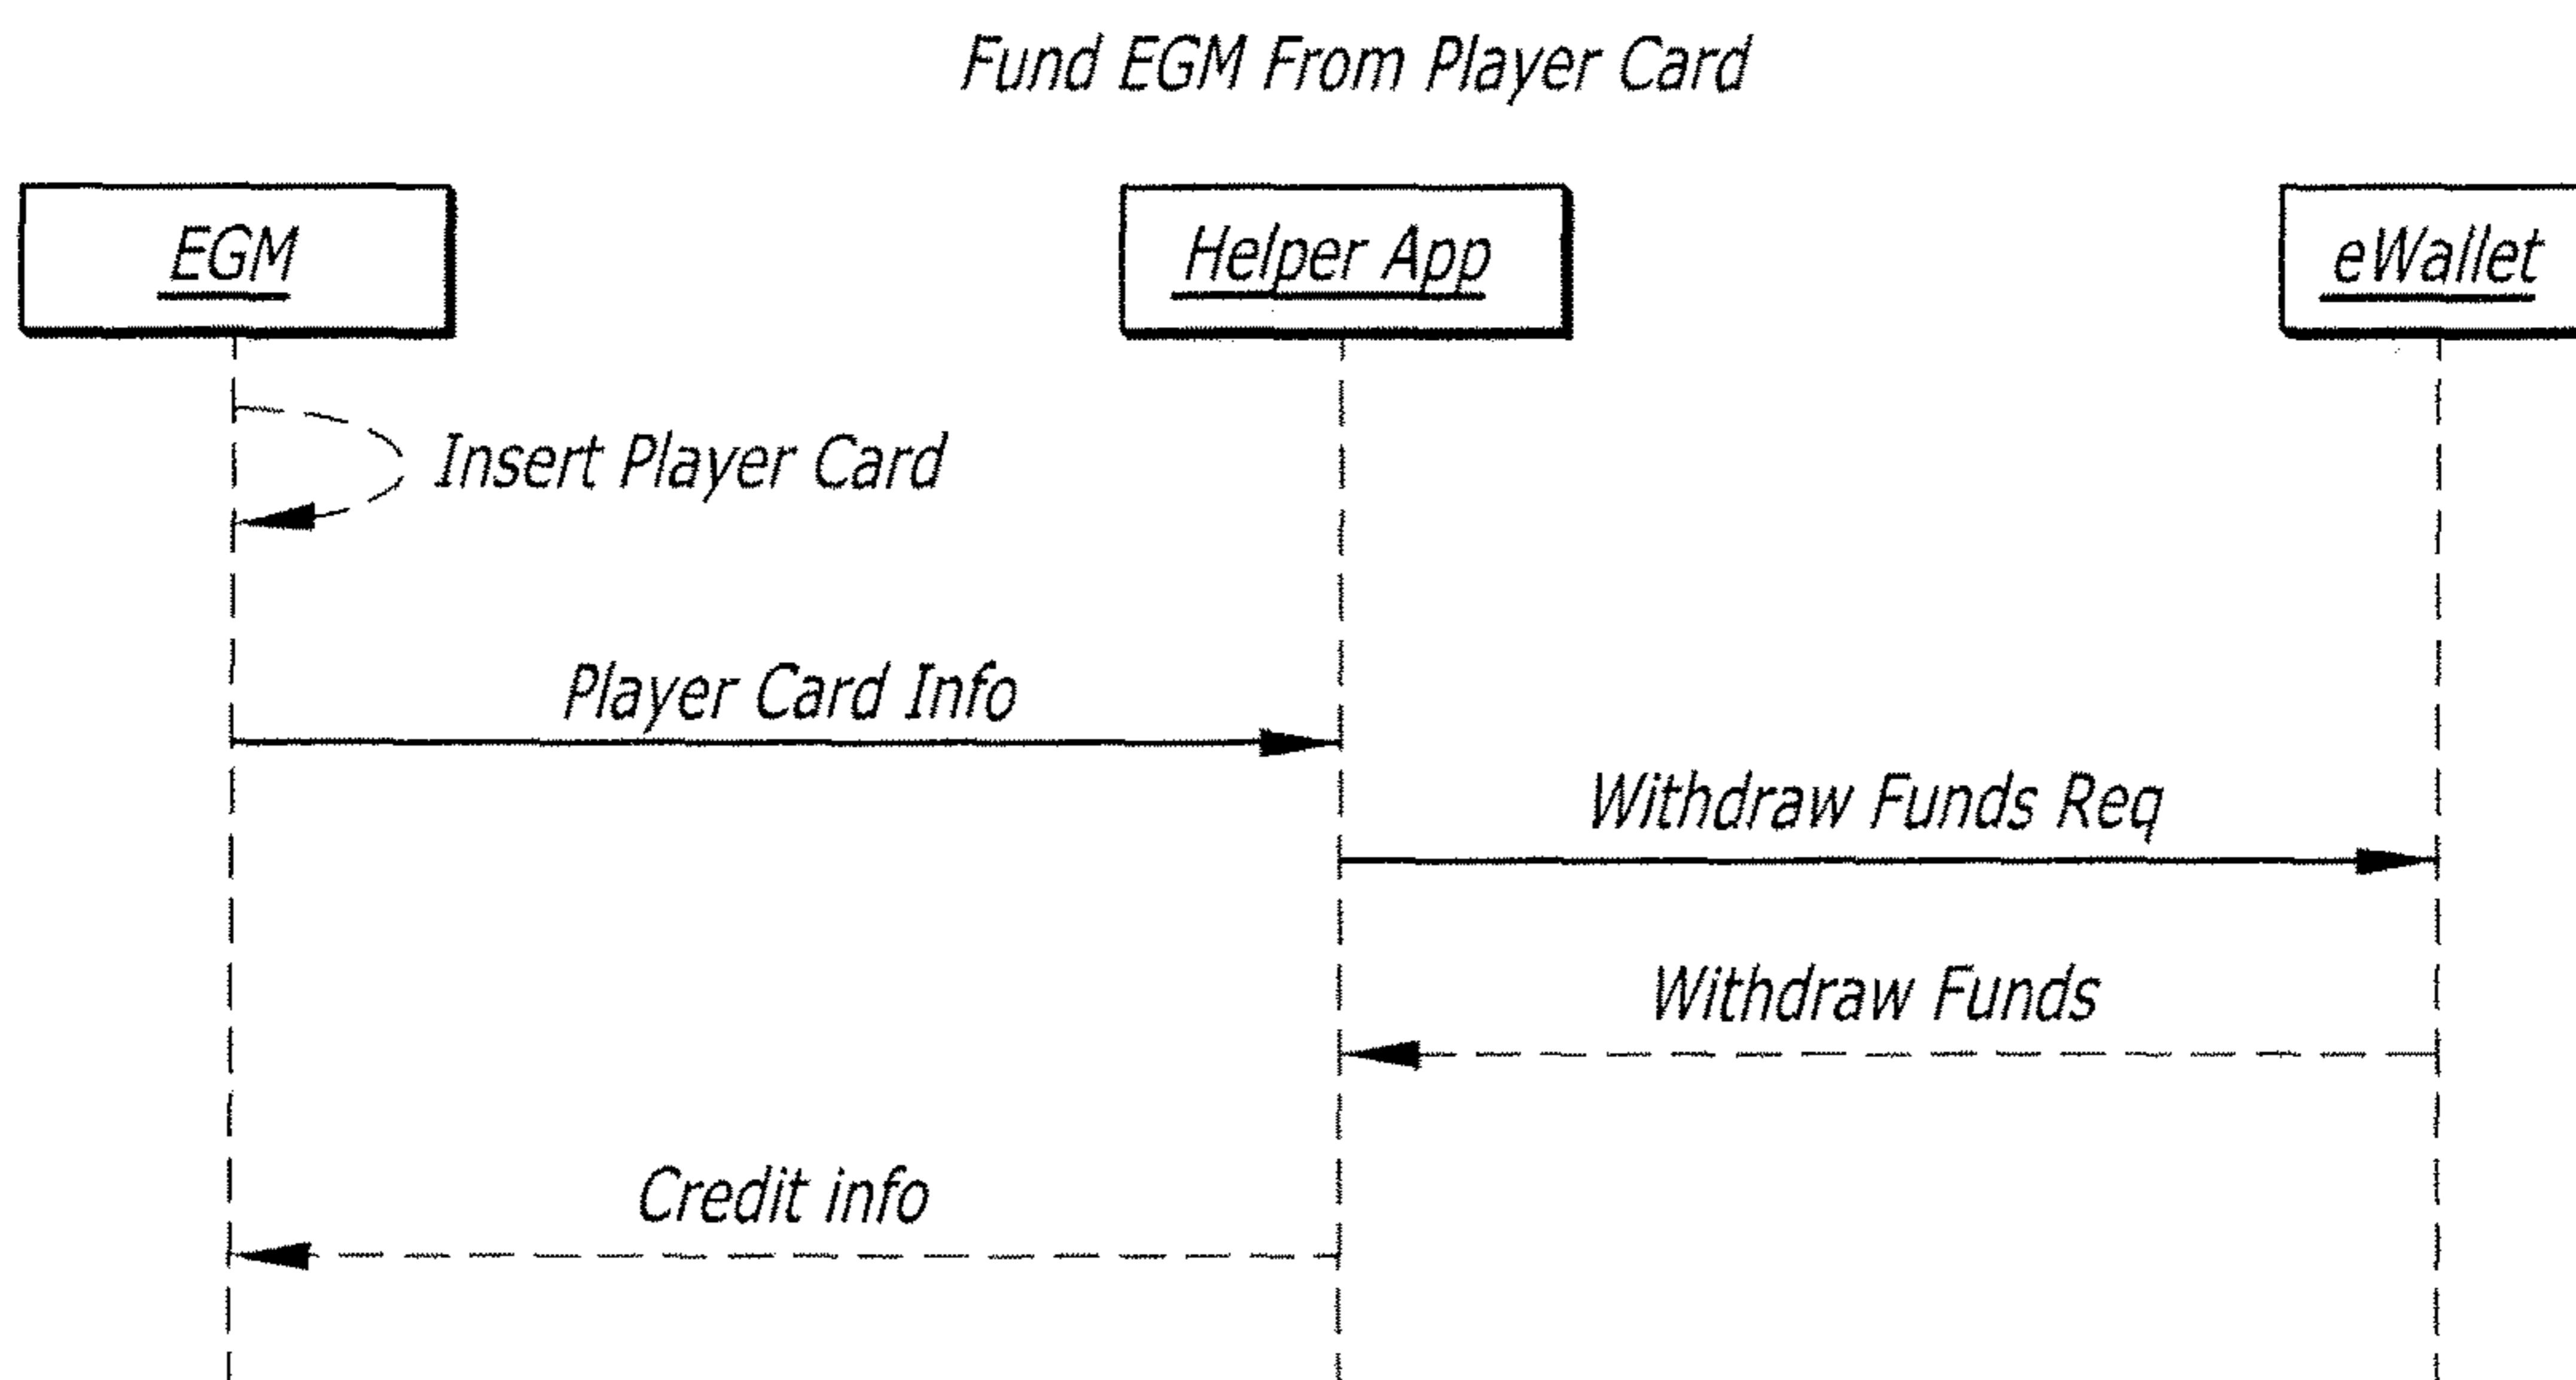 Fund EGM From Player Card
EGM
Helper App
eWallet
Insert Player Card
Player Card Info
Withdraw Funds Req
Withdraw Funds
Credit info